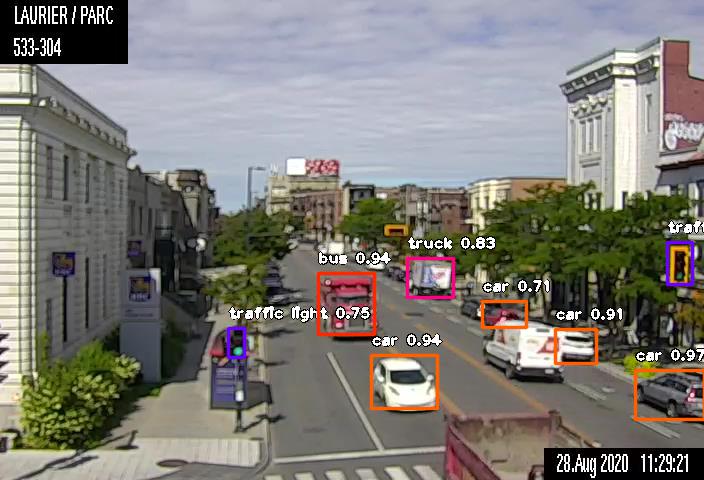 LAURIER / PARC
533-304
truck 0.83
bus 0.94
car 0.71
traffic light 0.75
car 0.91
car 0.94
car 0.97
28.Aug 2020 11:29:21